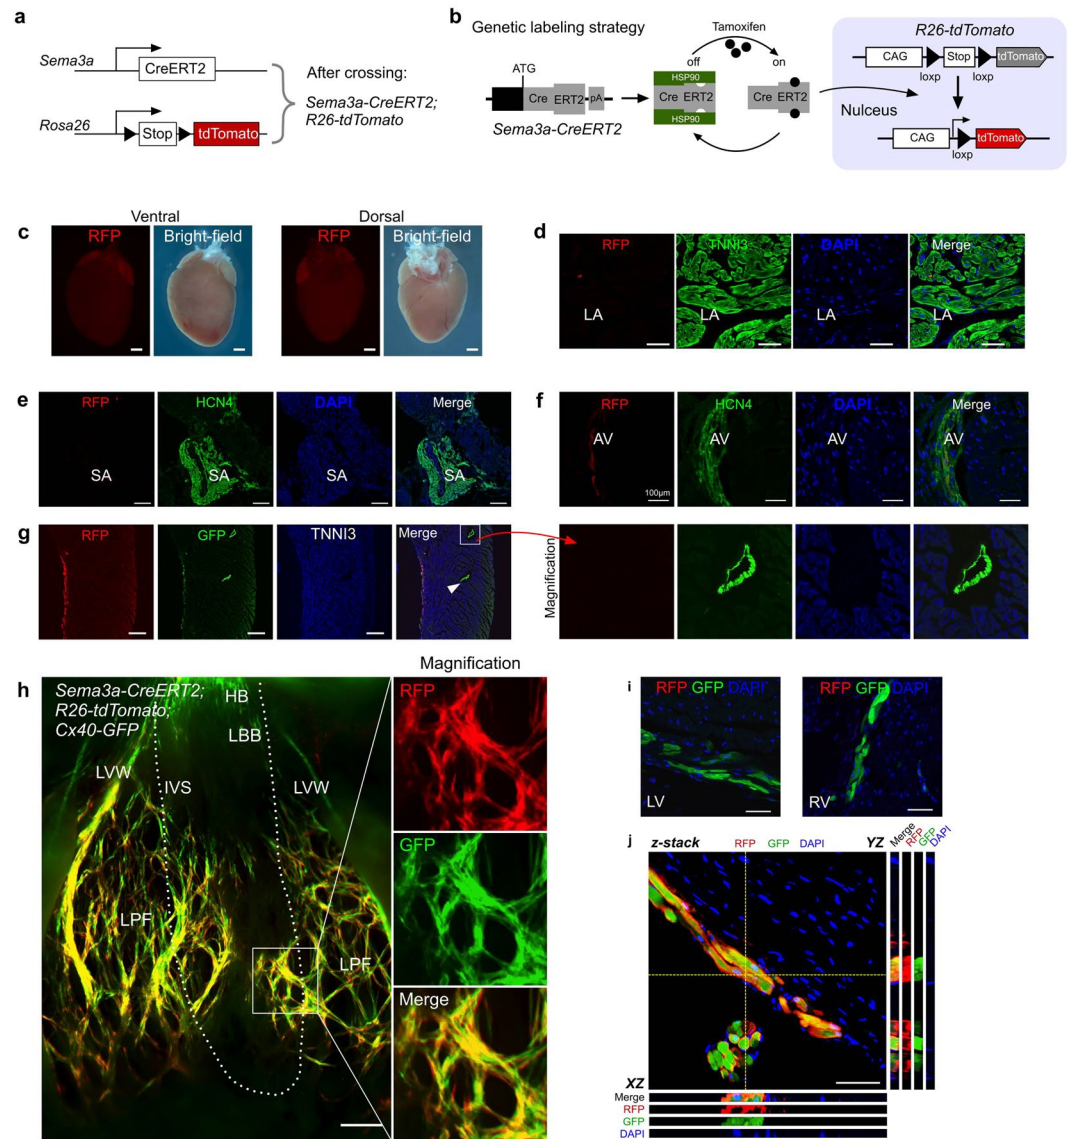 a
Sema3a
CreERT2
Rosa26
Stop
tdTomato
After crossing:
Sema3a-CreERT2;
R26-tdTomato
b
Genetic labeling strategy
ATG
Cre
ERT2
pA
Sema3a-CreERT2
Tamoxifen
off
on
HSP90
Cre
ERT2
HSP90
Cre
ERT2
Nulceus
R26-tdTomato
CAG
Stop
tdTomato
loxp
loxp
CAG
tdTomato
loxp
c
Ventral
RFP
Bright-field
Dorsal
RFP
Bright-field
d
RFP
TNNI3
DAPI
Merge
LA
LA
LA
LA
e
RFP
HCN4
DAPI
Merge
SA
SA
SA
SA
f
RFP
HCN4
DAPI
Merge
AV
AV
AV
AV
100μm
g
RFP
GFP
TNNI3
Merge
Magnification
h
Sema3a-CreERT2;
R26-tdTomato;
Cx40-GFP
HB
LBB
LVW
IVS
LVW
LPF
LPF
Magnification
RFP
GFP
Merge
i
RFP GFP DAPI
LV
RFP GFP DAPI
RV
j
z-stack
RFP
GFP
DAPI
YZ
Merge
RFP
GFP
DAPI
XZ
Merge
RFP
GFP
DAPI